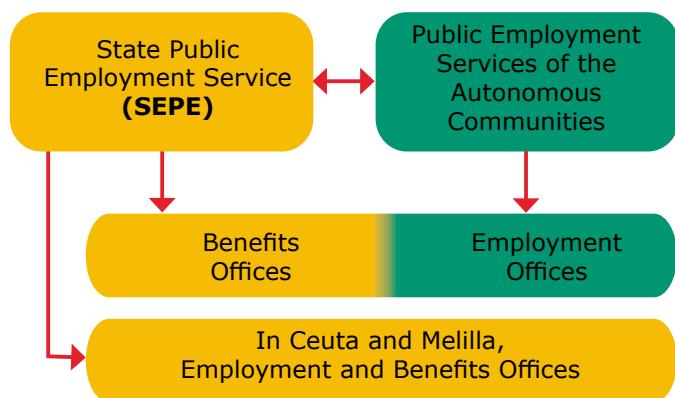 State Public
Employment Service
(SEPE)
Public Employment
Services of the
Autonomous
Communities
Benefits
Offices
Employment
Offices
In Ceuta and Melilla,
Employment and Benefits Offices